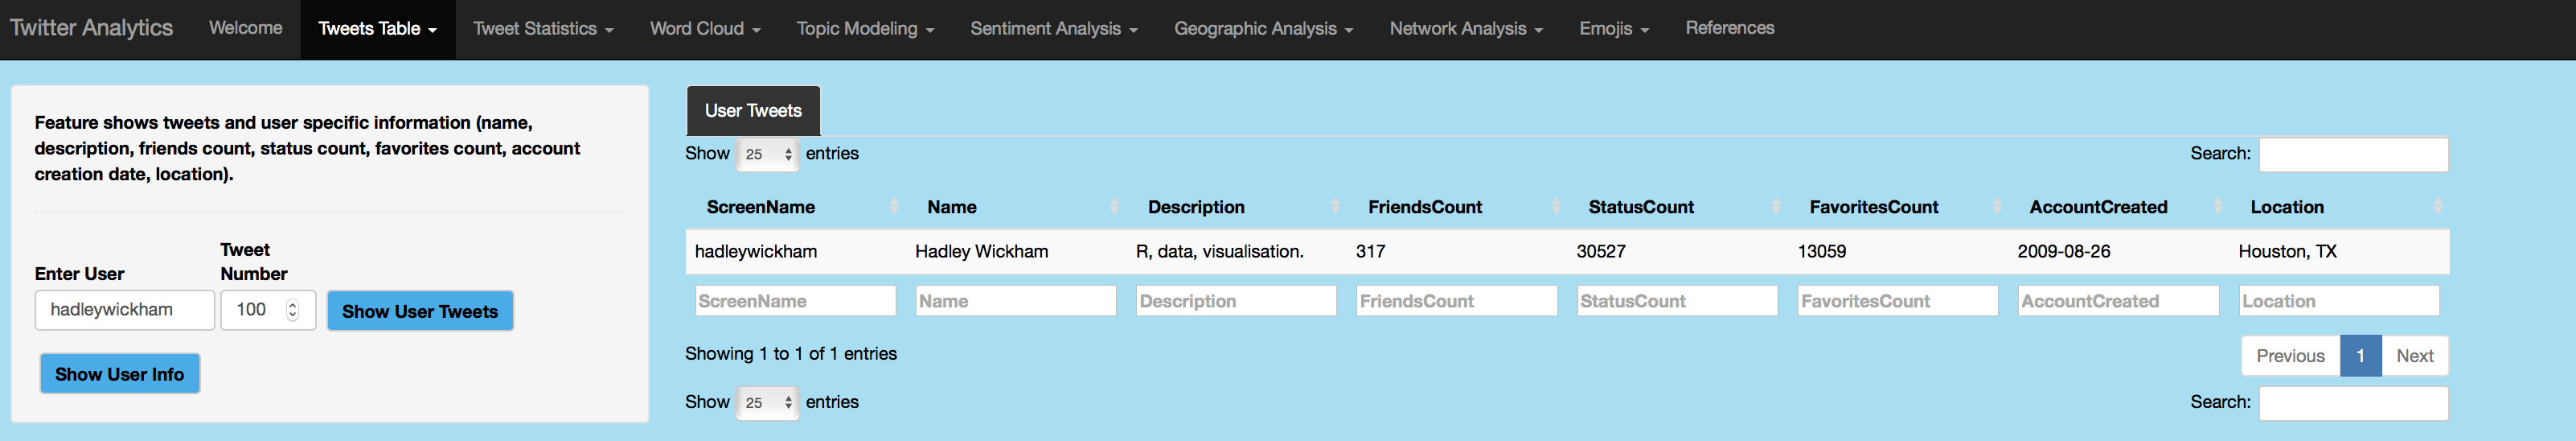 Twitter Analytics Welcome Tweets Table Tweet Statistics Word Cloud Topic Modeling Sentiment Analysis Geographic Analysis Network Analysis Emojis References
Feature shows tweets and user specific information (name,
description, friends count, status count, favorites count, account
creation date, location).
Tweet
Enter User Number
hadleywickham 100 Show User Tweets
Show User Info
User Tweets
Show 25 entries Search:
ScreenName Name Description FriendsCount StatusCount FavoritesCount AccountCreated Location
hadleywickham Hadley Wickham R, data, visualisation. 317 30527 13059 2009-08-26 Houston, TX
ScreenName Name Description FriendsCount StatusCount FavoritesCount AccountCreated Location
Showing 1 to 1 of 1 entries Previous 1 Next
Show 25 entries Search: